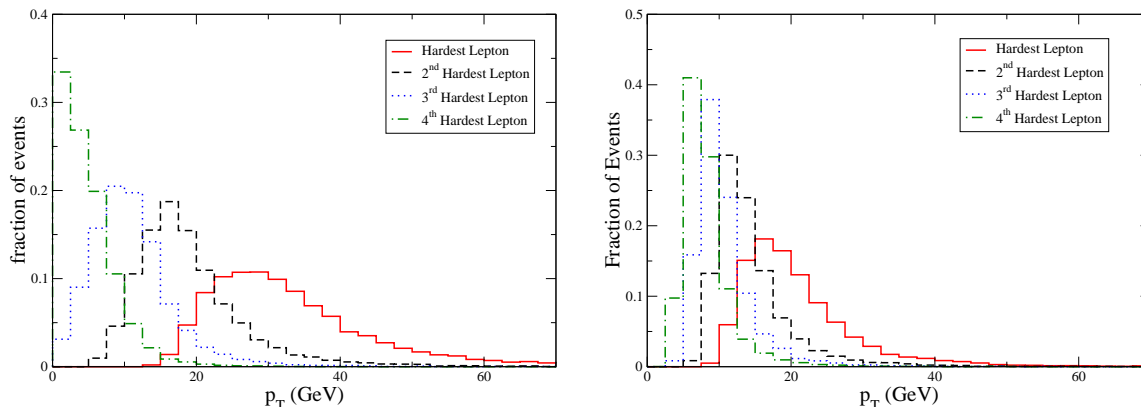 0.4
0.3
0.2
0.1
0
fraction of events
0 20 40 60
p_T (GeV)
Hardest Lepton
2^nd Hardest Lepton
3^rd Hardest Lepton
4^th Hardest Lepton
0.5
0.4
0.3
0.2
0.1
0
Fraction of Events
0 20 40 60
p_T (GeV)
Hardest Lepton
2^nd Hardest Lepton
3^rd Hardest Lepton
4^th Hardest Lepton